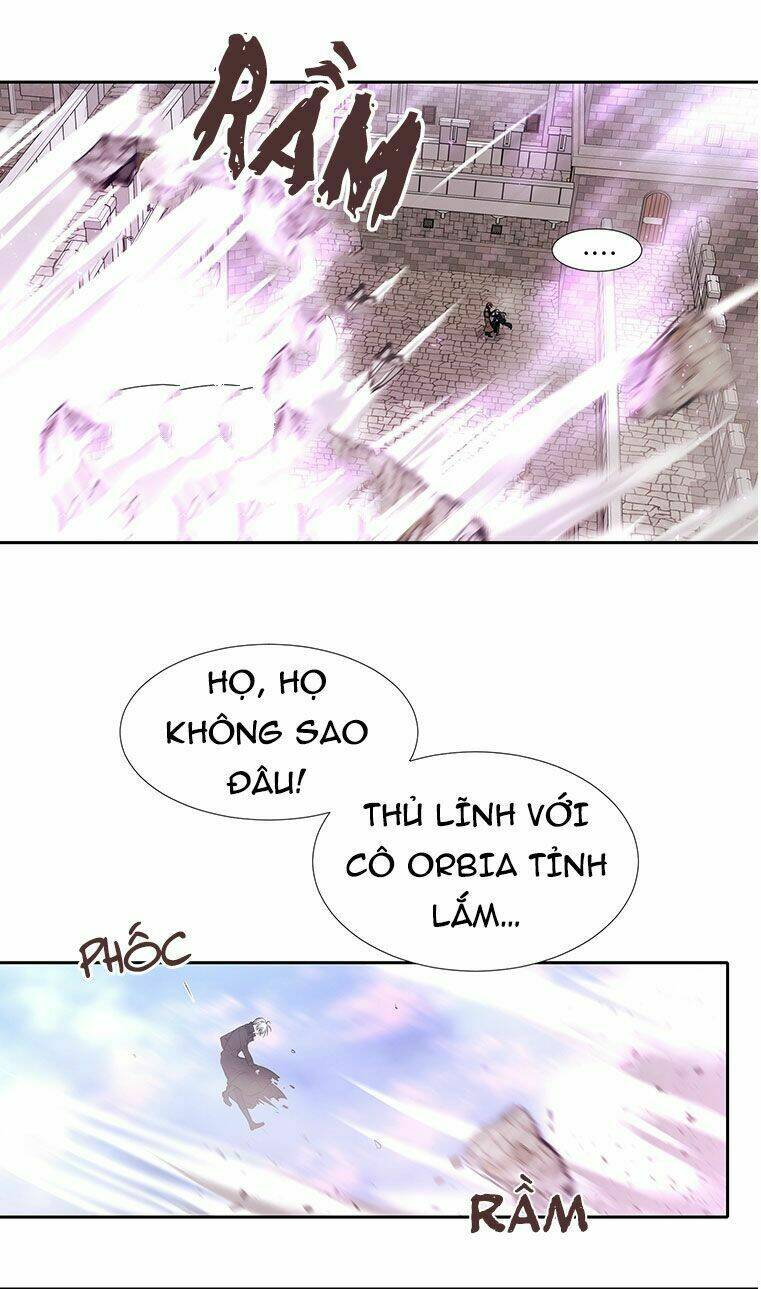 RẦM
....
HỌ, HỌ
KHÔNG SAO
ĐÂU!
THỦ LĨNH VỚI
CÔ ORBIA TỈNH
LẮM...
PHỐC
RẦM